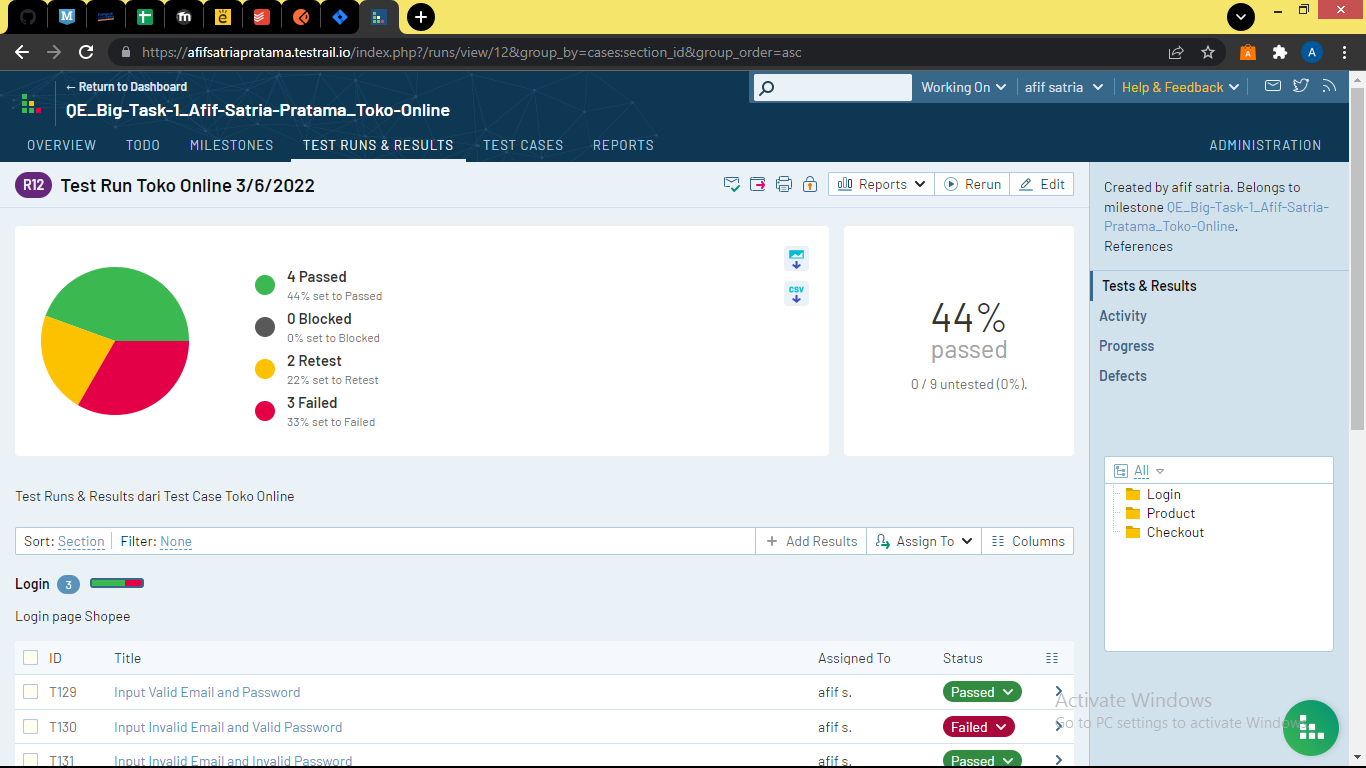 https://afifsatriapratama.testrail.io/index.php?/runs/view/12&group_by=cases:section_id&group_order=asc
A
← Return to Dashboard
QE_Big-Task-1_Afif-Satria-Pratama_Toko-Online
Working On
afif satria
Help & Feedback
OVERVIEW
TODO
MILESTONES
TEST RUNS & RESULTS
TEST CASES
REPORTS
ADMINISTRATION
R12
Test Run Toko Online 3/6/2022
Reports
Rerun
Edit
4 Passed
44% set to Passed
0 Blocked
0% set to Blocked
2 Retest
22% set to Retest
3 Failed
33% set to Failed
CSV
44%
passed
0 / 9 untested (0%).
Test Runs & Results dari Test Case Toko Online
Sort: Section
Filter: None
+ Add Results
Assign To
Columns
Login 3
Login page Shopee
ID Title Assigned To Status
T129 Input Valid Email and Password afif s. Passed
T130 Input Invalid Email and Valid Password afif s. Failed
T131 Input Invalid Email and Invalid Password afif s. Passed
Created by afif satria. Belongs to
milestone QE_Big-Task-1_Afif-Satria-
Pratama_Toko-Online.
References
Tests & Results
Activity
Progress
Defects
All
Login
Product
Checkout
Activate Windows
Go to PC settings to activate Windows.